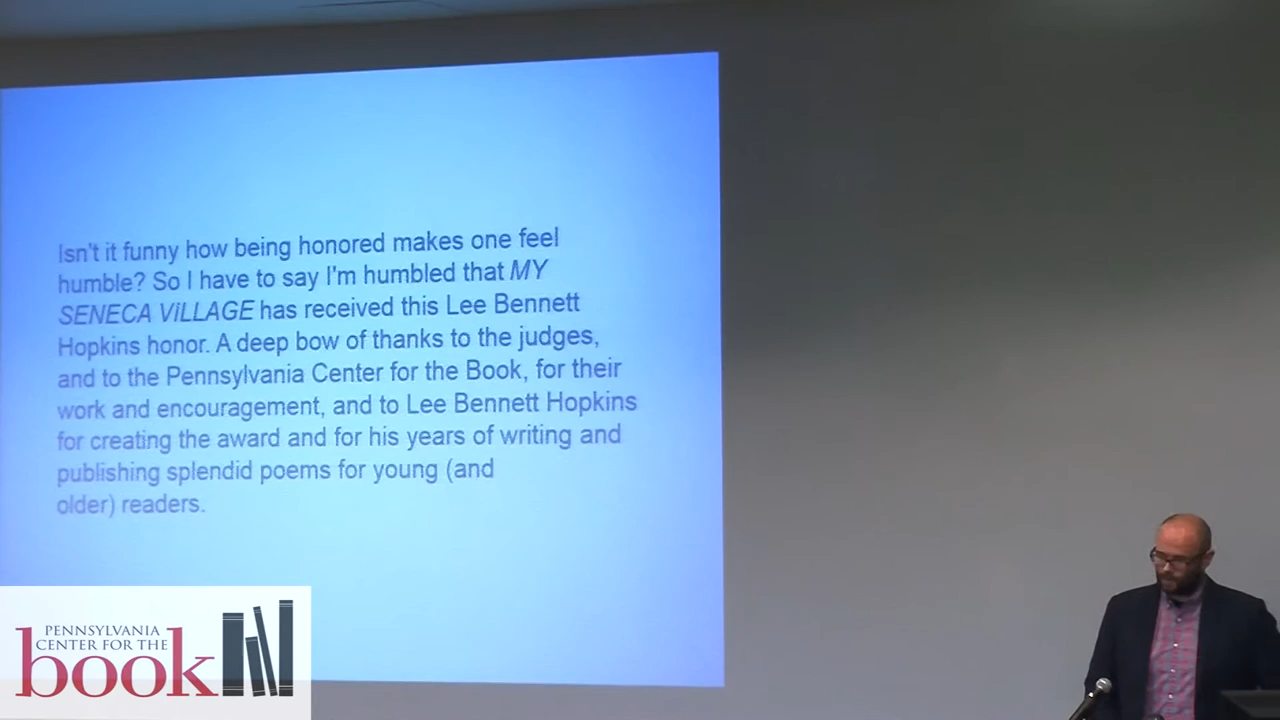 Isn't it funny how being honored makes one feel
humble? So I have to say I'm humbled that MY
SENECA ViLLAGE has received this Lee Bennett
Hopkins honor. A deep bow of thanks to the judges,
and to the Pennsylvania Center for the Book, for their
work and encouragement, and to Lee Bennett Hopkins
for creating the award and for his years of writing and
publishing splendid poems for young (and
older) readers.
PENNSYLVANIA
CENTER FOR THE
book